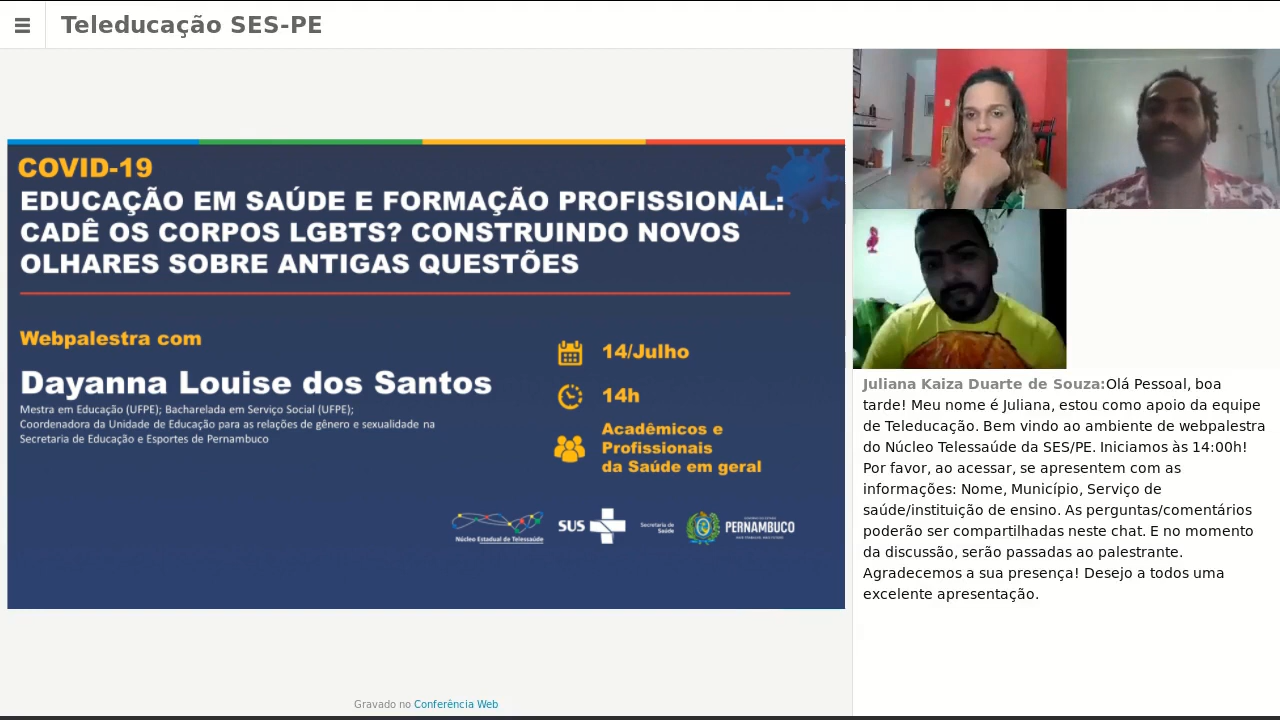 Teleducação SES-PE
COVID-19
EDUCAÇÃO EM SAÚDE E FORMAÇÃO PROFISSIONAL:
CADÊ OS CORPOS LGBTS? CONSTRUINDO NOVOS
OLHARES SOBRE ANTIGAS QUESTÕES
Webpalestra com
Dayanna Louise dos Santos
Mestra em Educação (UFPE); Bacharelada em Serviço Social (UFPE);
Coordenadora da Unidade de Educação para as relações de gênero e sexualidade na
Secretaria de Educação e Esportes de Pernambuco
14/Julho
14h
Acadêmicos e
Profissionais
da Saúde em geral
Núcleo Estadual de Telessaúde
SUS
Secretaria de
Saúde
PERNAMBUCO
Gravado no Conferência Web
Juliana Kaiza Duarte de Souza:Olá Pessoal, boa
tarde! Meu nome é Juliana, estou como apoio da equipe
de Teleducação. Bem vindo ao ambiente de webpalestra
do Núcleo Telessaúde da SES/PE. Iniciamos às 14:00h!
Por favor, ao acessar, se apresentem com as
informações: Nome, Município, Serviço de
saúde/instituição de ensino. As perguntas/comentários
poderão ser compartilhadas neste chat. E no momento
da discussão, serão passadas ao palestrante.
Agradecemos a sua presença! Desejo a todos uma
excelente apresentação.